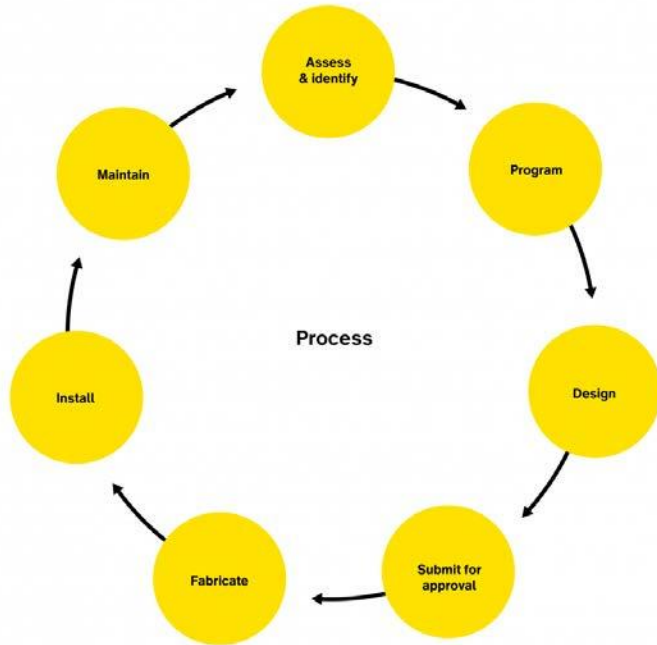 Assess
& identify
Program
Design
Submit for
approval
Fabricate
Install
Maintain
Process